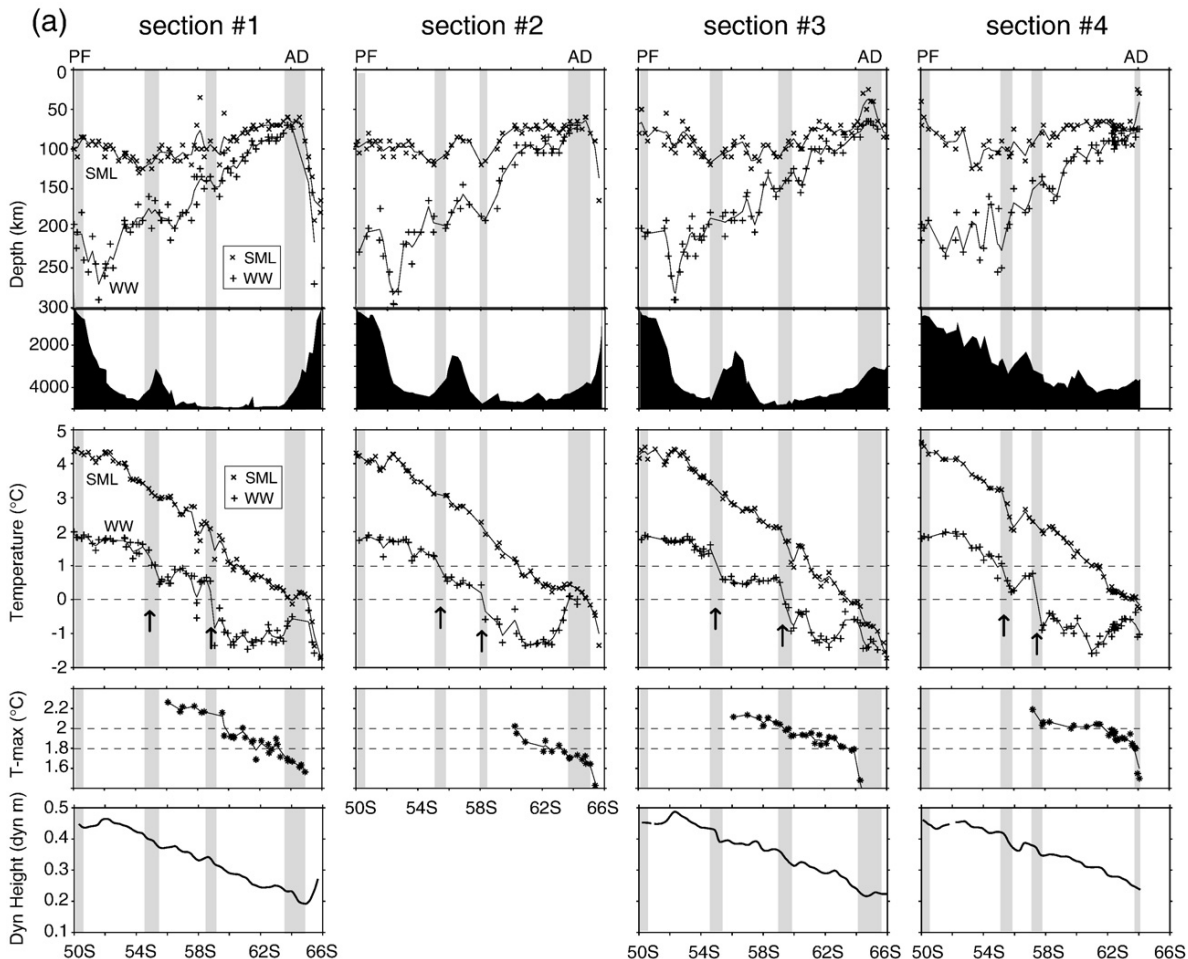 (a)
section #1 section #2 section #3 section #4
PF AD PF AD PF AD PF AD
0
50
100
150
200
250
300
Depth (km)
SML
WW
× SML
+ WW
2000
4000
5
4
3
2
1
0
-1
-2
Temperature (°C)
SML
WW
× SML
+ WW
2.2
2
1.8
1.6
T-max (°C)
50S 54S 58S 62S 66S
0.5
0.4
0.3
0.2
0.1
Dyn Height (dyn m)
50S 54S 58S 62S 66S 50S 54S 58S 62S 66S 50S 54S 58S 62S 66S